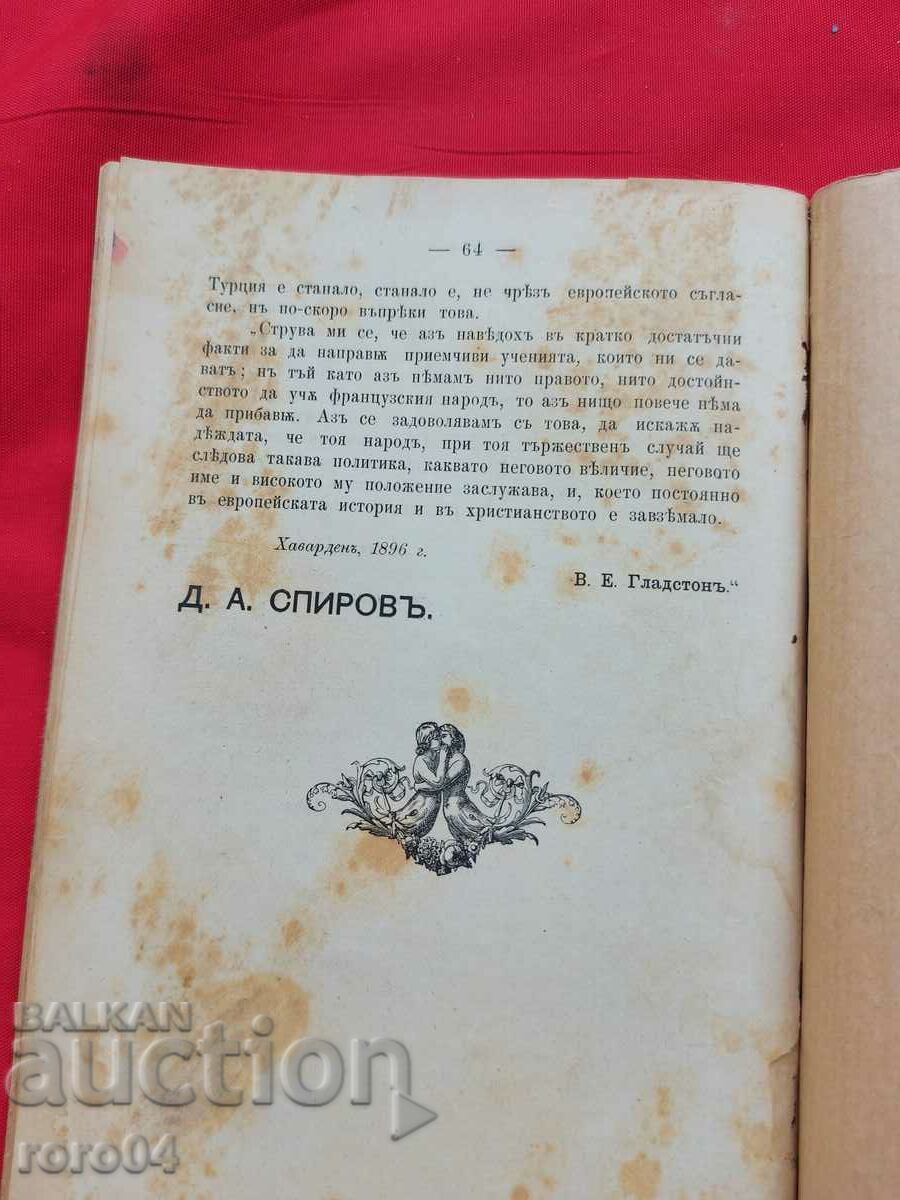 — 64 —
Турция е станало, станало е, не чрѣзъ европейското съгла-
сие, нъ по-скоро въпрѣки това.
„Струва ми се, че азъ наведохъ въ кратко достатъчни
факти за да направѭ приемчиви ученията, които ни се да-
ватъ; нъ тъй като азъ нѣмамъ нито правото, нито достойн-
ството да учѫ французския народъ, то азъ нищо повече нѣма
да прибавѭ. Азъ се задоволявамъ съ това, да искажѫ на-
дѣждата, че тоя народъ, при тоя тържественъ случай ще
слѣдова такава политика, каквато неговото вѣличие, неговото
име и високото му положение заслужава, и, което постоянно
въ европейската история и въ христианството е завзѣмало.
Хаварденъ, 1896 г.
В. Е. Гладстонъ.“
Д. А. СПИРОВЪ.
BALKAN
auction
roro04